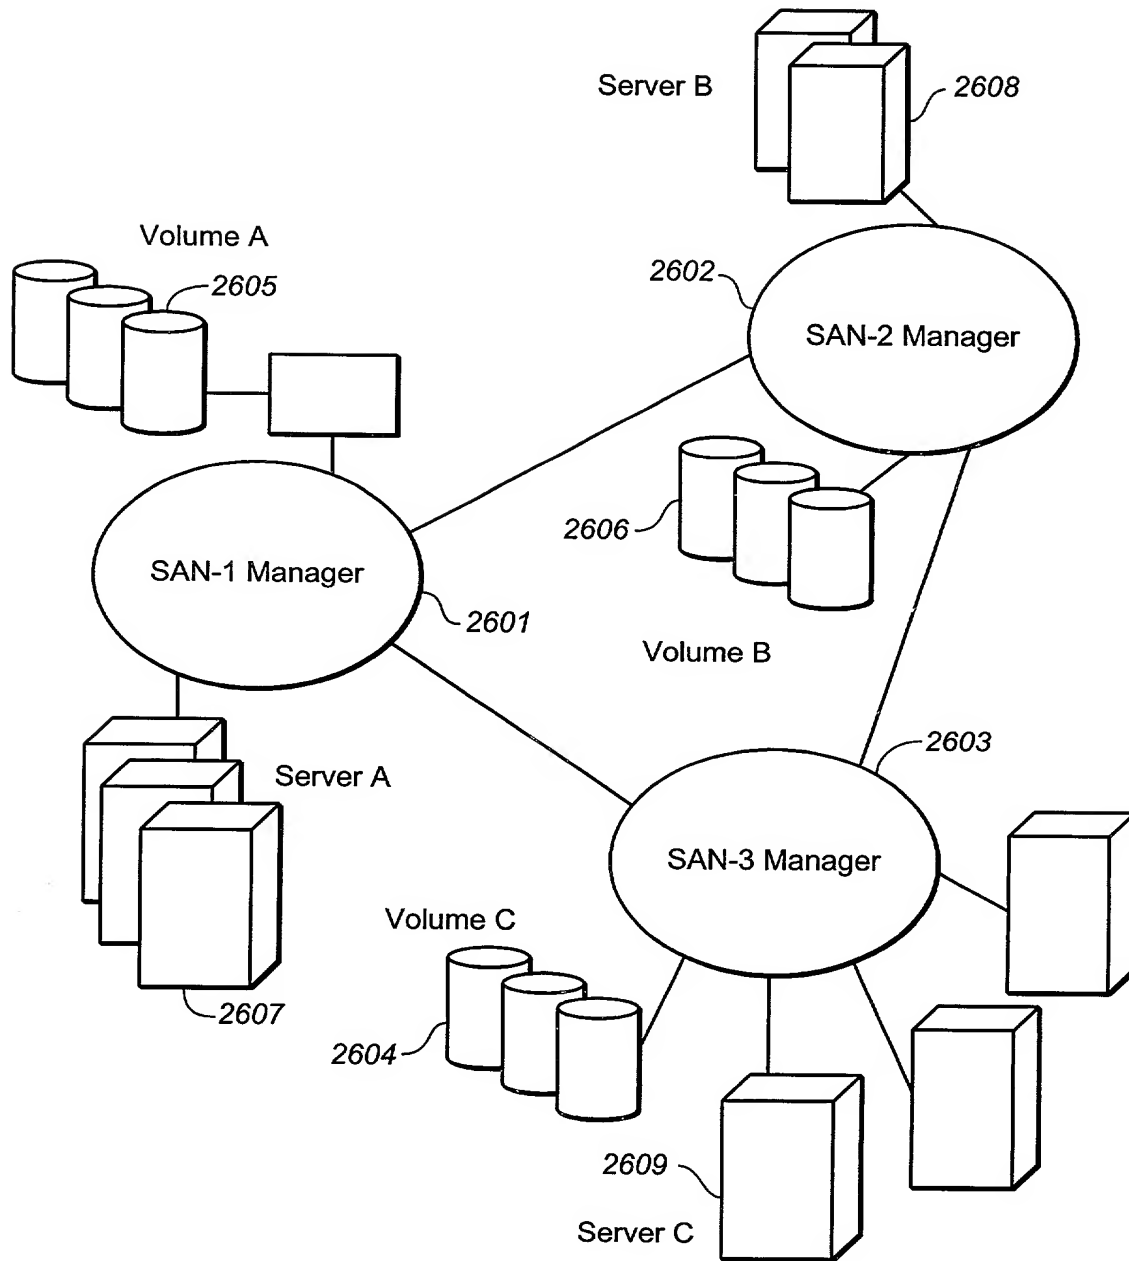 Server B
2608
Volume A
2605
2602
SAN-2 Manager
2606
SAN-1 Manager
2601
Volume B
2603
Server A
SAN-3 Manager
Volume C
2607
2604
2609
Server C